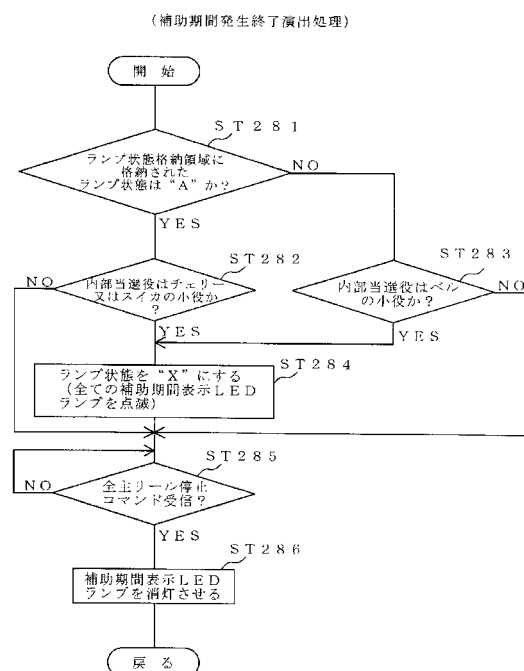 (補助期間発生終了演出処理)
開 始
ST281
ランプ状態格納領域に
格納された
ランプ状態は“A”か?
NO
YES
ST282
内部当選役はチェリー
又はスイカの小役か
?
NO
YES
ST283
内部当選役はベル
の小役か?
NO
YES
ST284
ランプ状態を“X”にする
(全ての補助期間表示LED
ランプを点滅)
ST285
全主リール停止
コマンド受信?
NO
YES
ST286
補助期間表示LED
ランプを消灯させる
戻 る